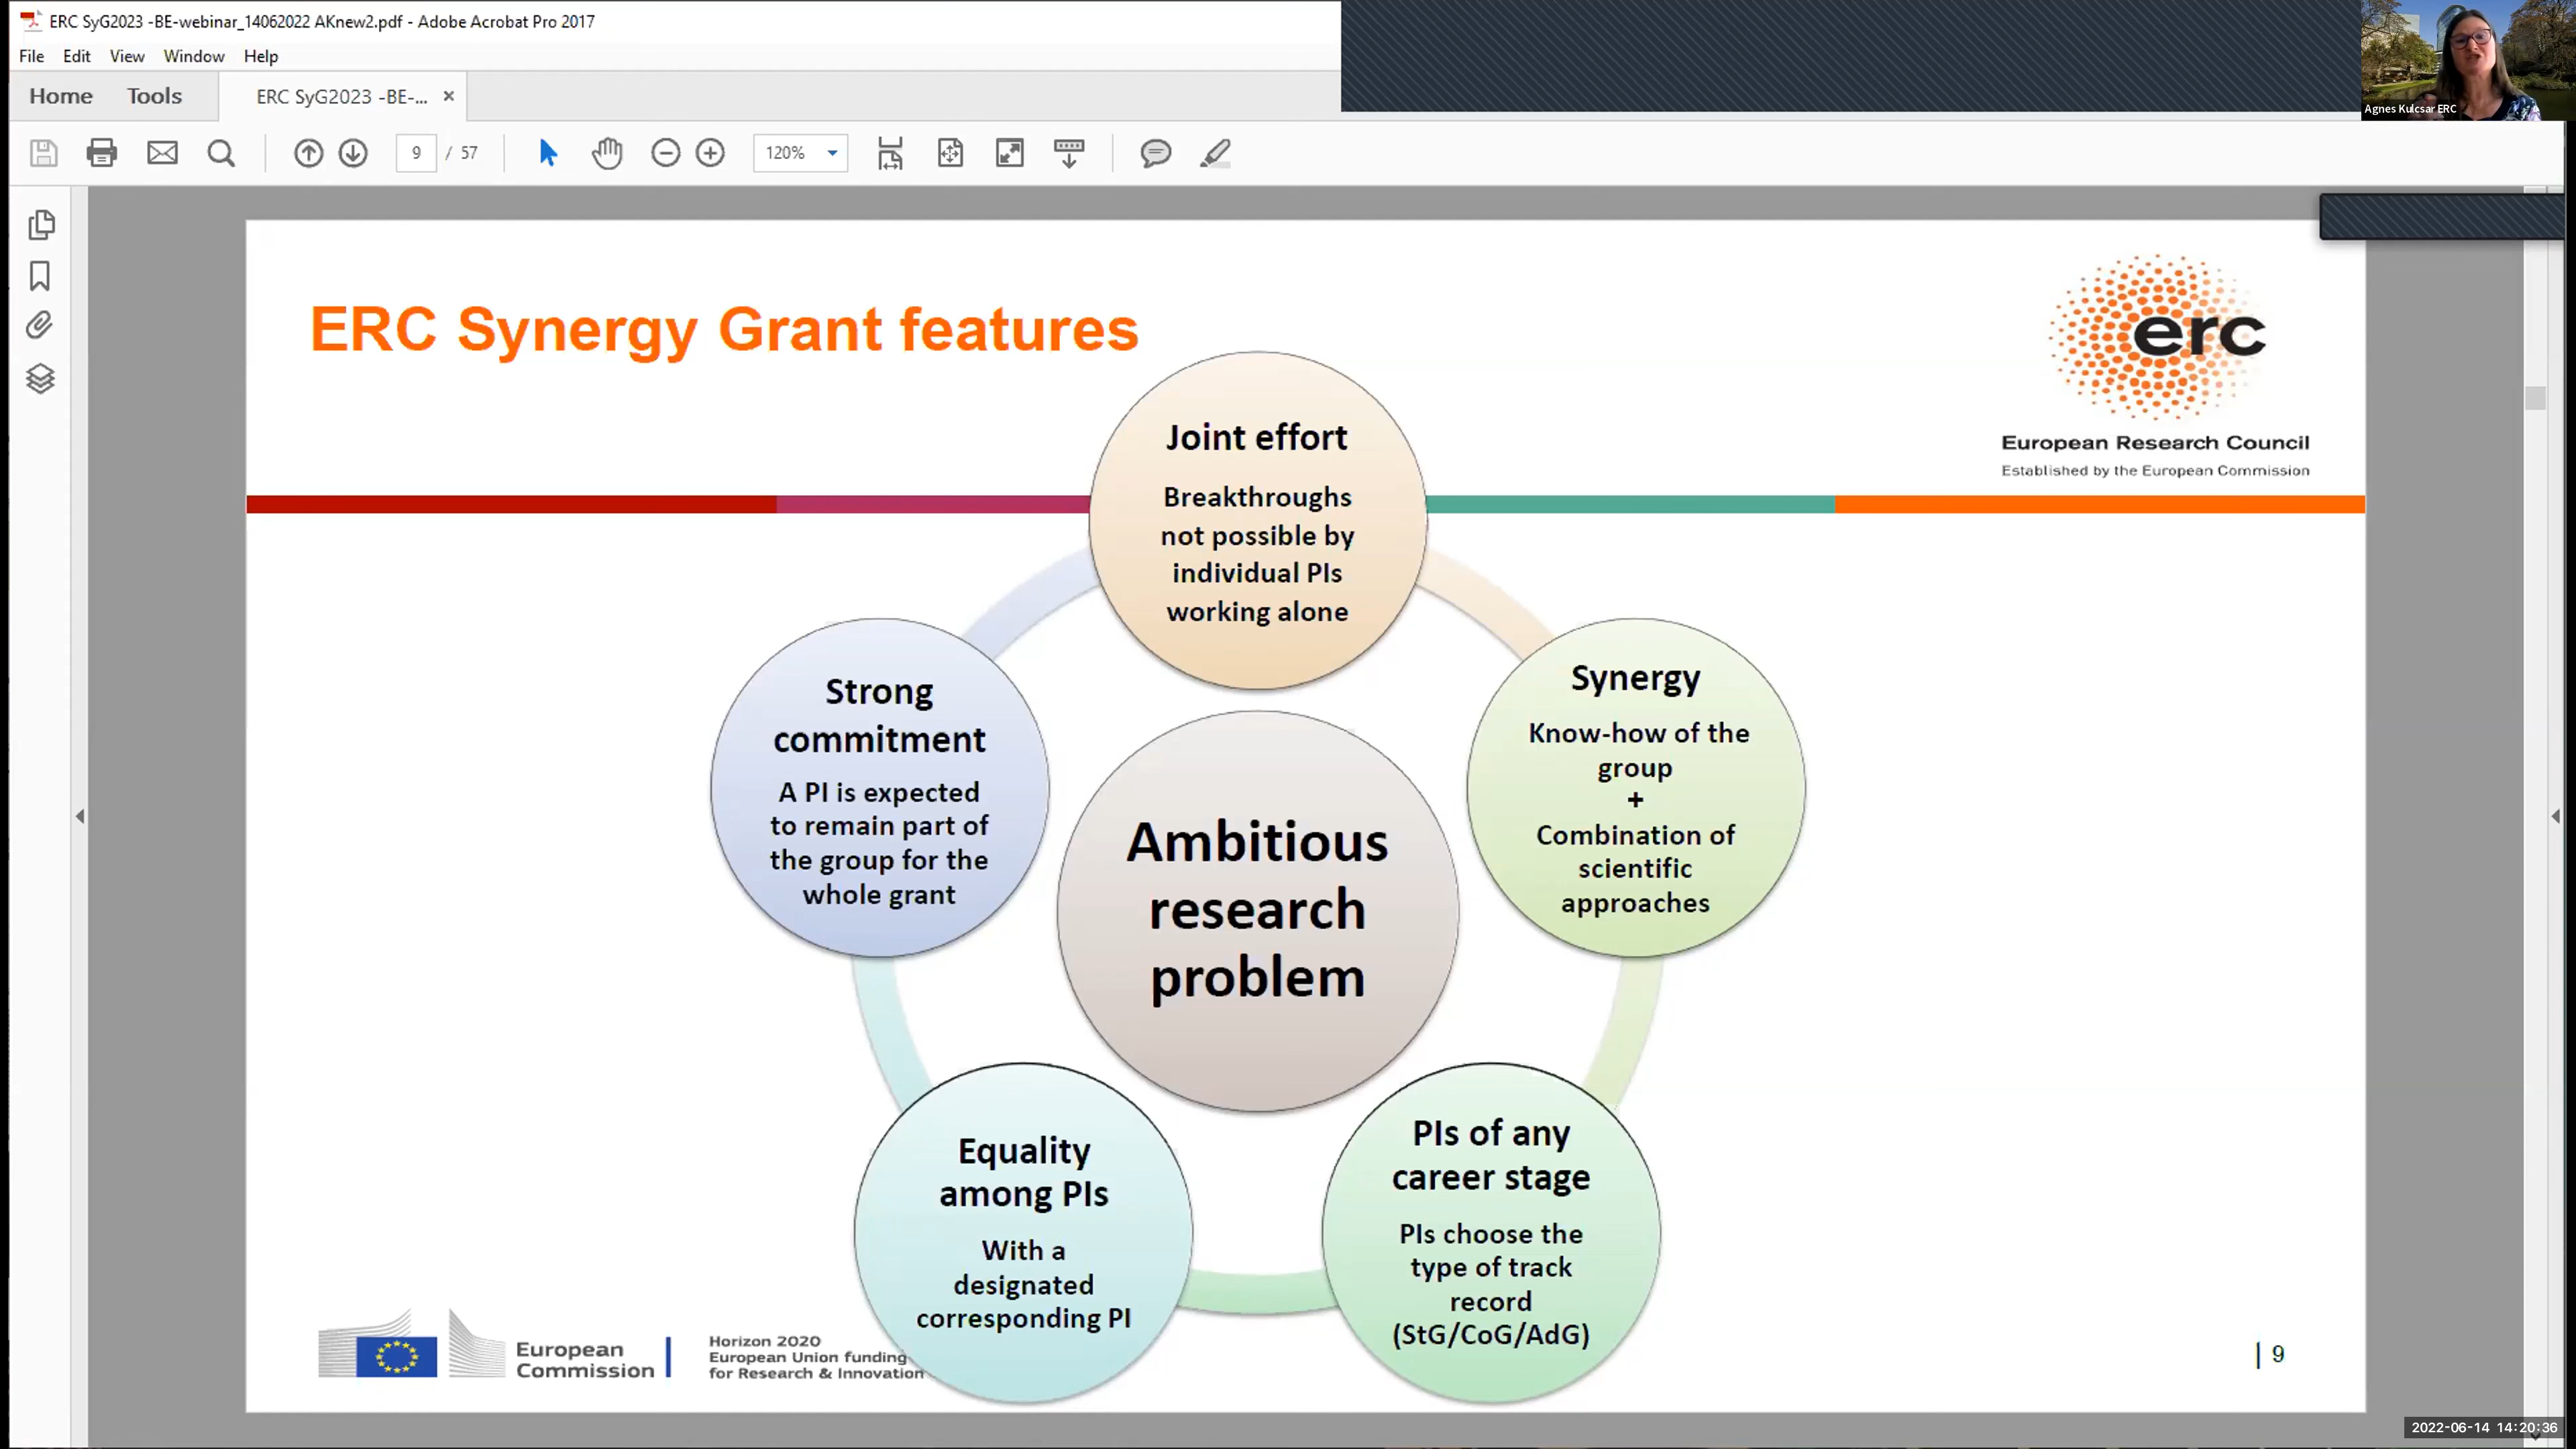 ERC SyG2023 -BE-webinar_14062022 AKnew2.pdf - Adobe Acrobat Pro 2017
File Edit View Window Help
Home Tools ERC SyG2023 -BE-... ×
9 / 57 120%
Agnes Kulcsar ERC
ERC Synergy Grant features
erc
European Research Council
Established by the European Commission
Joint effort
Breakthroughs
not possible by
individual PIs
working alone
Strong
commitment
A PI is expected
to remain part of
the group for the
whole grant
Synergy
Know-how of the
group
+
Combination of
scientific
approaches
Ambitious
research
problem
Equality
among PIs
With a
designated
corresponding PI
PIs of any
career stage
PIs choose the
type of track
record
(StG/CoG/AdG)
European
Commission
Horizon 2020
European Union funding
for Research & Innovation
| 9
2022-06-14 14:20:36